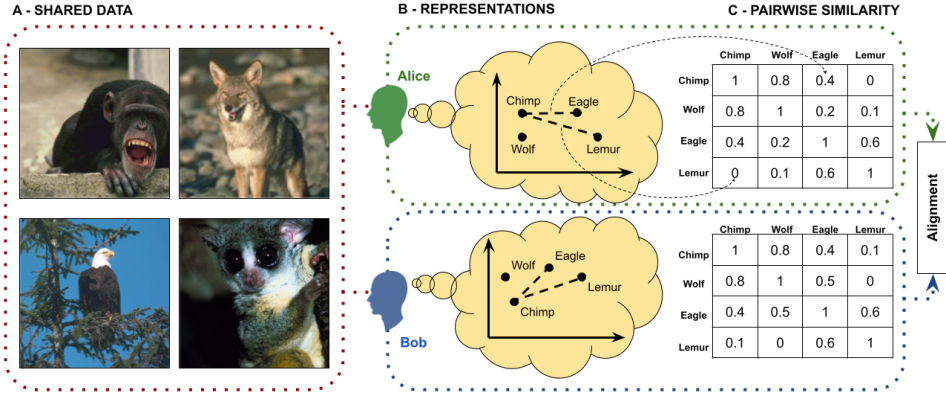 A - SHARED DATA
B - REPRESENTATIONS
C - PAIRWISE SIMILARITY
Alice
Chimp
Eagle
Wolf
Lemur
Chimp Wolf Eagle Lemur
Chimp 1 0.8 0.4 0
Wolf 0.8 1 0.2 0.1
Eagle 0.4 0.2 1 0.6
Lemur 0 0.1 0.6 1
Alignment
Bob
Wolf
Eagle
Lemur
Chimp
Chimp Wolf Eagle Lemur
Chimp 1 0.8 0.4 0.1
Wolf 0.8 1 0.5 0
Eagle 0.4 0.5 1 0.6
Lemur 0.1 0 0.6 1